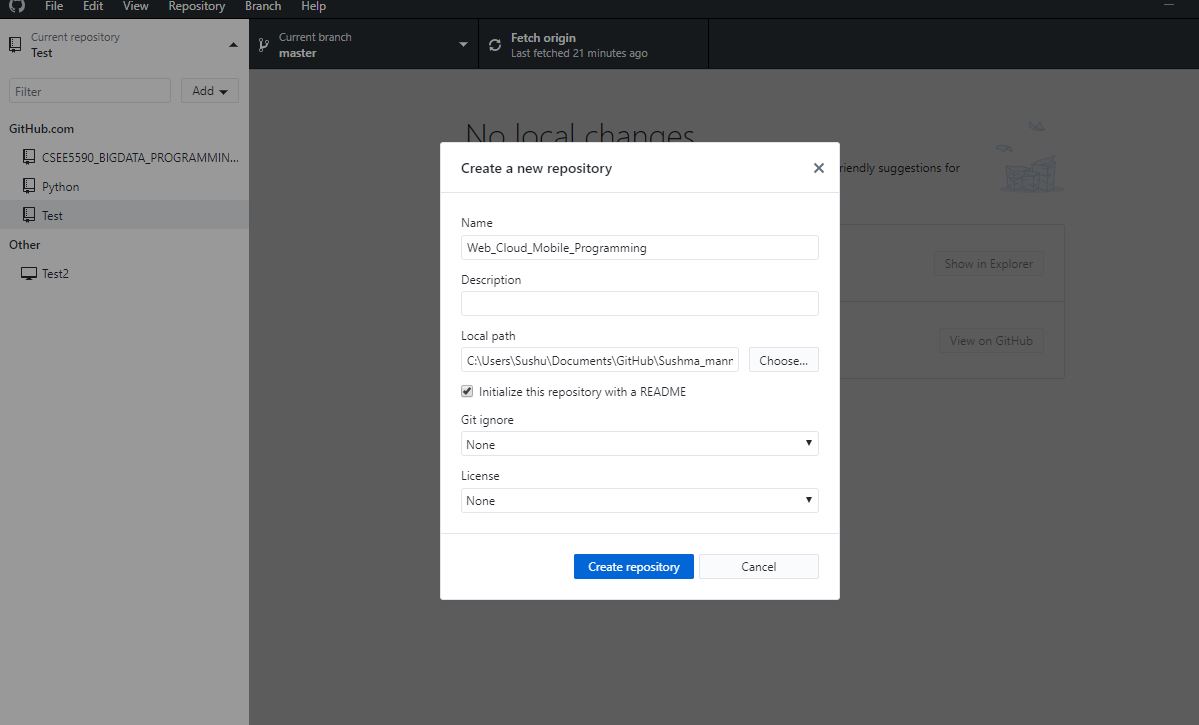 File Edit View Repository Branch Help
Current repository
Test
Current branch
master
Fetch origin
Last fetched 21 minutes ago
Filter
Add
GitHub.com
CSEE5590_BIGDATA_PROGRAMMIN...
Python
Test
Other
Test2
No local changes
friendly suggestions for
Show in Explorer
View on GitHub
Create a new repository
Name
Web_Cloud_Mobile_Programming
Description
Local path
C:\Users\Sushu\Documents\GitHub\Sushma_manr
Choose...
Initialize this repository with a README
Git ignore
None
License
None
Create repository
Cancel